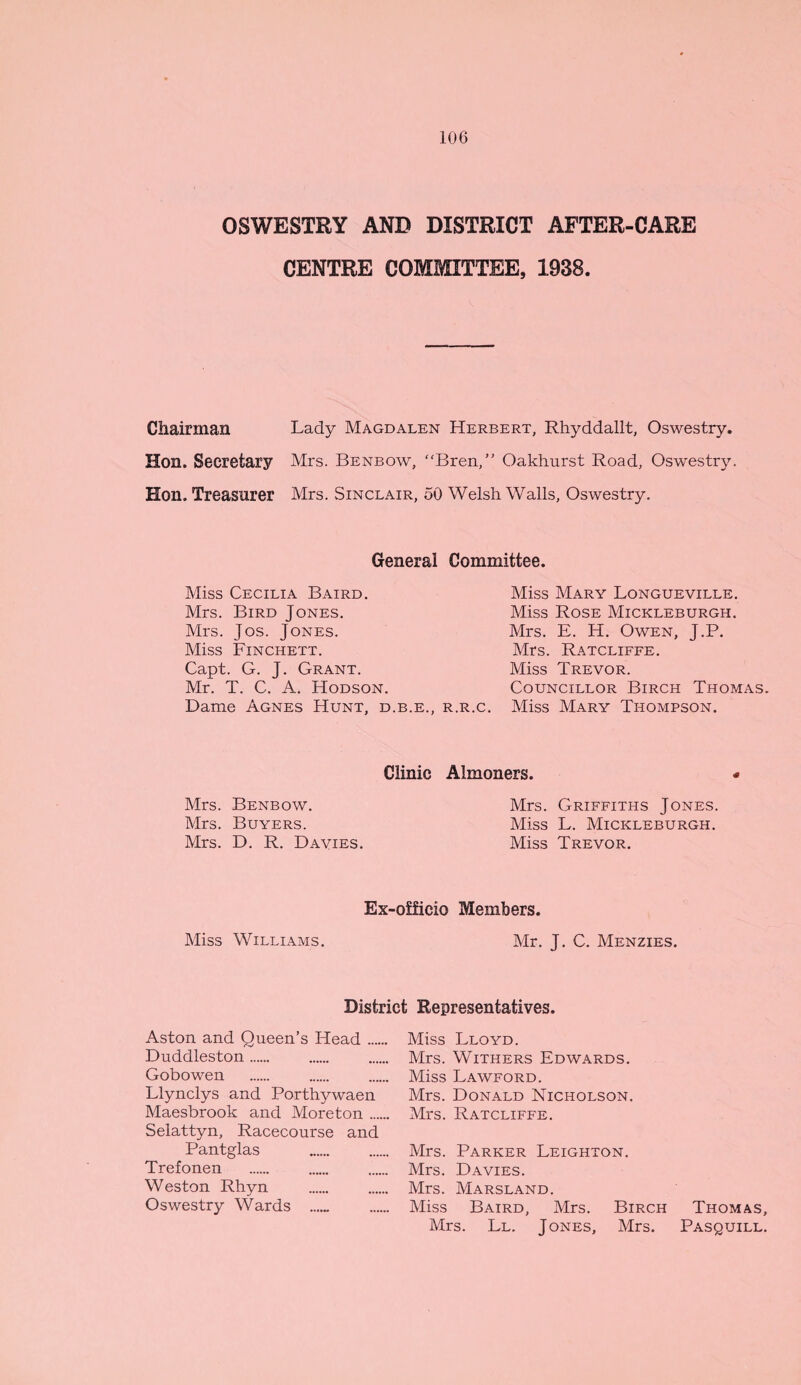 106
OSWESTRY AND DISTRICT AFTER-CARE
CENTRE COMMITTEE, 1938.
Chairman Lady Magdalen Herbert, Rhyddallt, Oswestry.
Hon. Secretary Mrs. Benbow, “Bren,” Oakhurst Road, Oswestry.
Hon. Treasurer Mrs. Sinclair, 50 Welsh Walls, Oswestry.
General Committee.
Miss Cecilia Baird.
Mrs. Bird Jones.
Mrs. Jos. Jones.
Miss Finchett.
Capt. G. J. Grant.
Mr. T. C. A. Hodson.
Dame Agnes Hunt, D.B.E., R.R.C.
Miss Mary Longueville.
Miss Rose Mickleburgh.
Mrs. E. H. Owen, J.P.
Mrs. Ratcliffe.
Miss Trevor.
Councillor Birch Thomas.
Miss Mary Thompson.
Clinic Almoners.
Mrs. Benbow.
Mrs. Buyers.
Mrs. D. R. Davies.
Mrs. Griffiths Jones.
Miss L. Mickleburgh.
Miss Trevor.
Ex-officio Members.
Miss Williams. Mr. J. C. Menzies.
District Representatives.
Aston and Queen's Head ...... Miss Lloyd.
Duddleston ...... ...... ...... Mrs. Withers Edwards.
Gobowen ...... ...... ...... Miss Lawford.
Llynclys and Porthywaen Mrs. Donald Nicholson.
Maesbrook and Moreton ...... Mrs. Ratcliffe.
Selattyn, Racecourse and
Pantglas ...... ...... Mrs. Parker Leighton.
Trefonen ...... ...... ...... Mrs. Davies.
Weston Rhyn ...... ...... Mrs. Marsland.
Oswestry Wards ...... ...... Miss Baird, Mrs. Birch Thomas,
Mrs. Ll. Jones, Mrs. Pasquill.